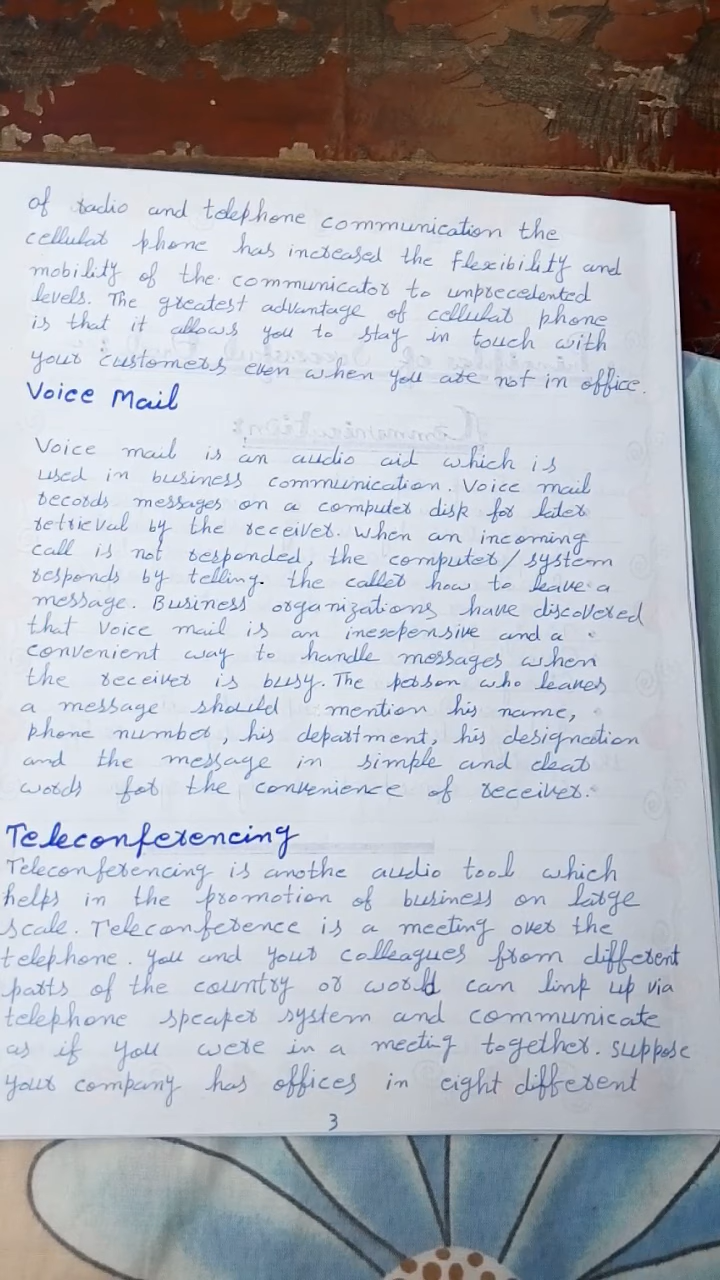 of radio and telephone communication the
cellular phone has increased the flexibility and
mobility of the communicator to unprecedented
levels. The greatest advantage of cellular phone
is that it allows you to stay in touch with
your customers even when you are not in office.
Voice Mail
Voice mail is an audio aid which is
used in business communication. Voice mail
records messages on a computer disk for later
retrieval by the receiver. When an incoming
call is not responded, the computer/system
responds by telling. the caller how to leave a
message. Business organizations have discovered
that Voice mail is an inexpensive and a
convenient way to handle messages when
the receiver is busy. The person who leaves
a message should mention his name,
phone number, his department, his designation
and the message in simple and clear
words for the convenience of receiver.
Teleconferencing
Teleconferencing is anothe audio tool which
helps in the promotion of business on large
scale. Teleconference is a meeting over the
telephone. you and your colleagues from different
parts of the country or world can link up via
telephone speaker system and communicate
as if you were in a meeting together. suppose
your company has offices in eight different
3